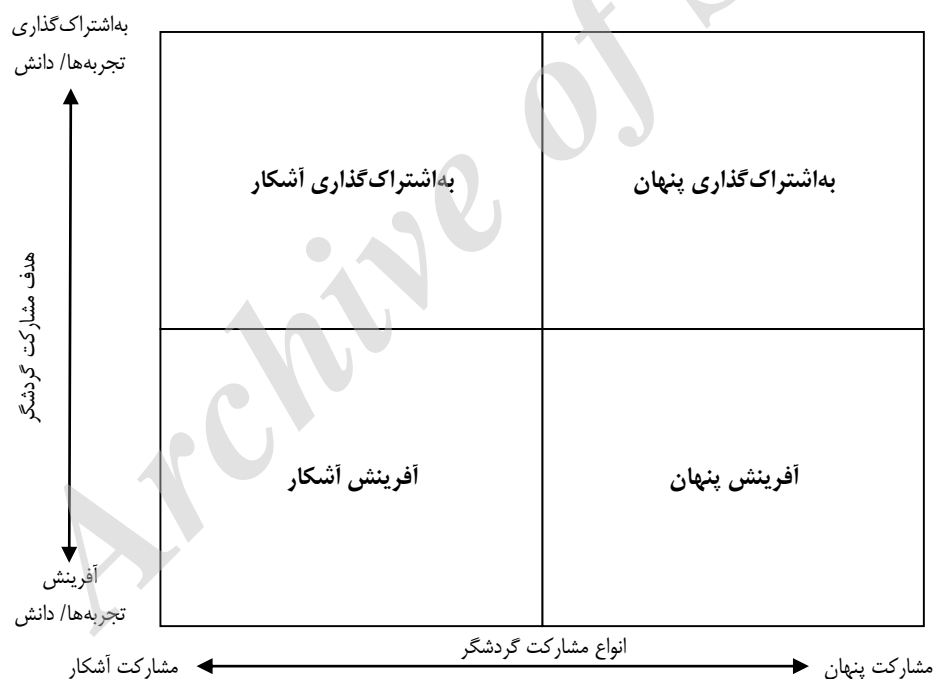 به‌اشتراک‌گذاری
تجربه‌ها/ دانش
به‌اشتراک‌گذاری پنهان
به‌اشتراک‌گذاری آشکار
هدف مشارکت گردشگر
آفرینش پنهان
آفرینش آشکار
آفرینش
تجربه‌ها/ دانش
انواع مشارکت گردشگر
مشارکت پنهان
مشارکت آشکار
Archive of S